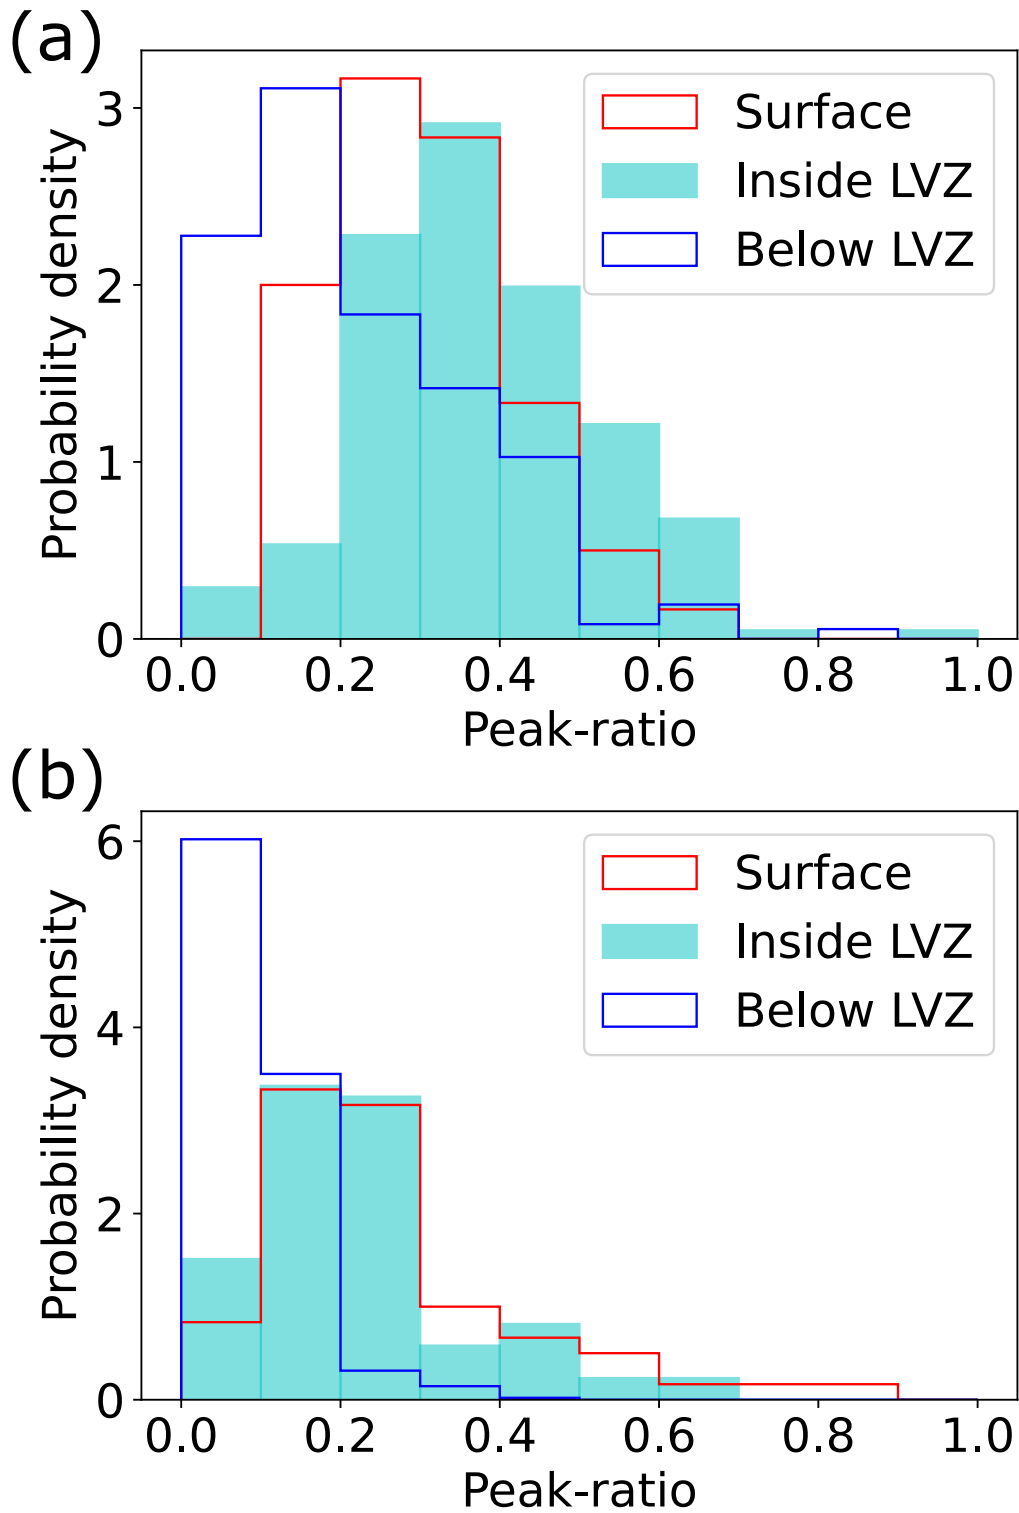 (a)
Probability density
3
2
1
0
Surface
Inside LVZ
Below LVZ
0.0 0.2 0.4 0.6 0.8 1.0
Peak-ratio
(b)
Probability density
6
4
2
0
Surface
Inside LVZ
Below LVZ
0.0 0.2 0.4 0.6 0.8 1.0
Peak-ratio